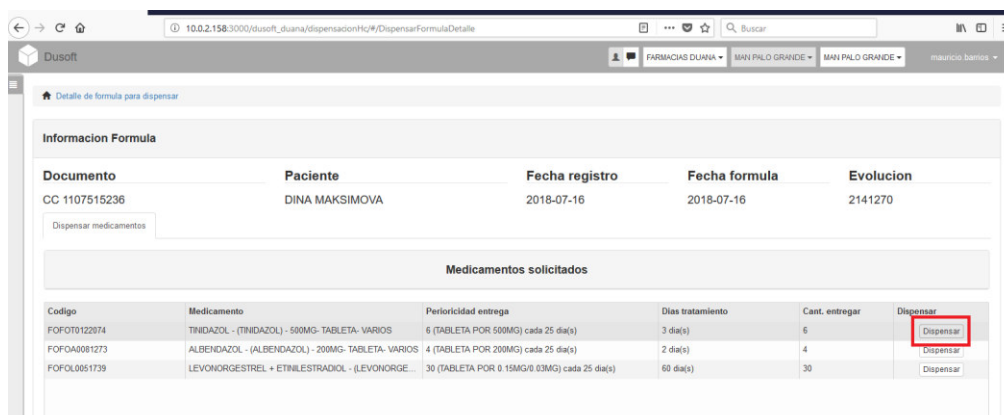 10.0.2.158:3000/dusoft_duana/dispensacionHc/#/DispensarFormulaDetalle
Buscar
Dusoft
FARMACIAS DUANA
MAN PALO GRANDE
MAN PALO GRANDE
mauricio.barrios
Detalle de formula para dispensar
Informacion Formula
Documento Paciente Fecha registro Fecha formula Evolucion
CC 1107515236 DINA MAKSIMOVA 2018-07-16 2018-07-16 2141270
Dispensar medicamentos
Medicamentos solicitados
Codigo Medicamento Perioricidad entrega Dias tratamiento Cant. entregar Dispensar
FOFOT0122074 TINIDAZOL - (TINIDAZOL) - 500MG- TABLETA- VARIOS 6 (TABLETA POR 500MG) cada 25 dia(s) 3 dia(s) 6 Dispensar
FOFOA0081273 ALBENDAZOL - (ALBENDAZOL) - 200MG- TABLETA- VARIOS 4 (TABLETA POR 200MG) cada 25 dia(s) 2 dia(s) 4 Dispensar
FOFOL0051739 LEVONORGESTREL + ETINILESTRADIOL - (LEVONORGE... 30 (TABLETA POR 0.15MG/0.03MG) cada 25 dia(s) 60 dia(s) 30 Dispensar